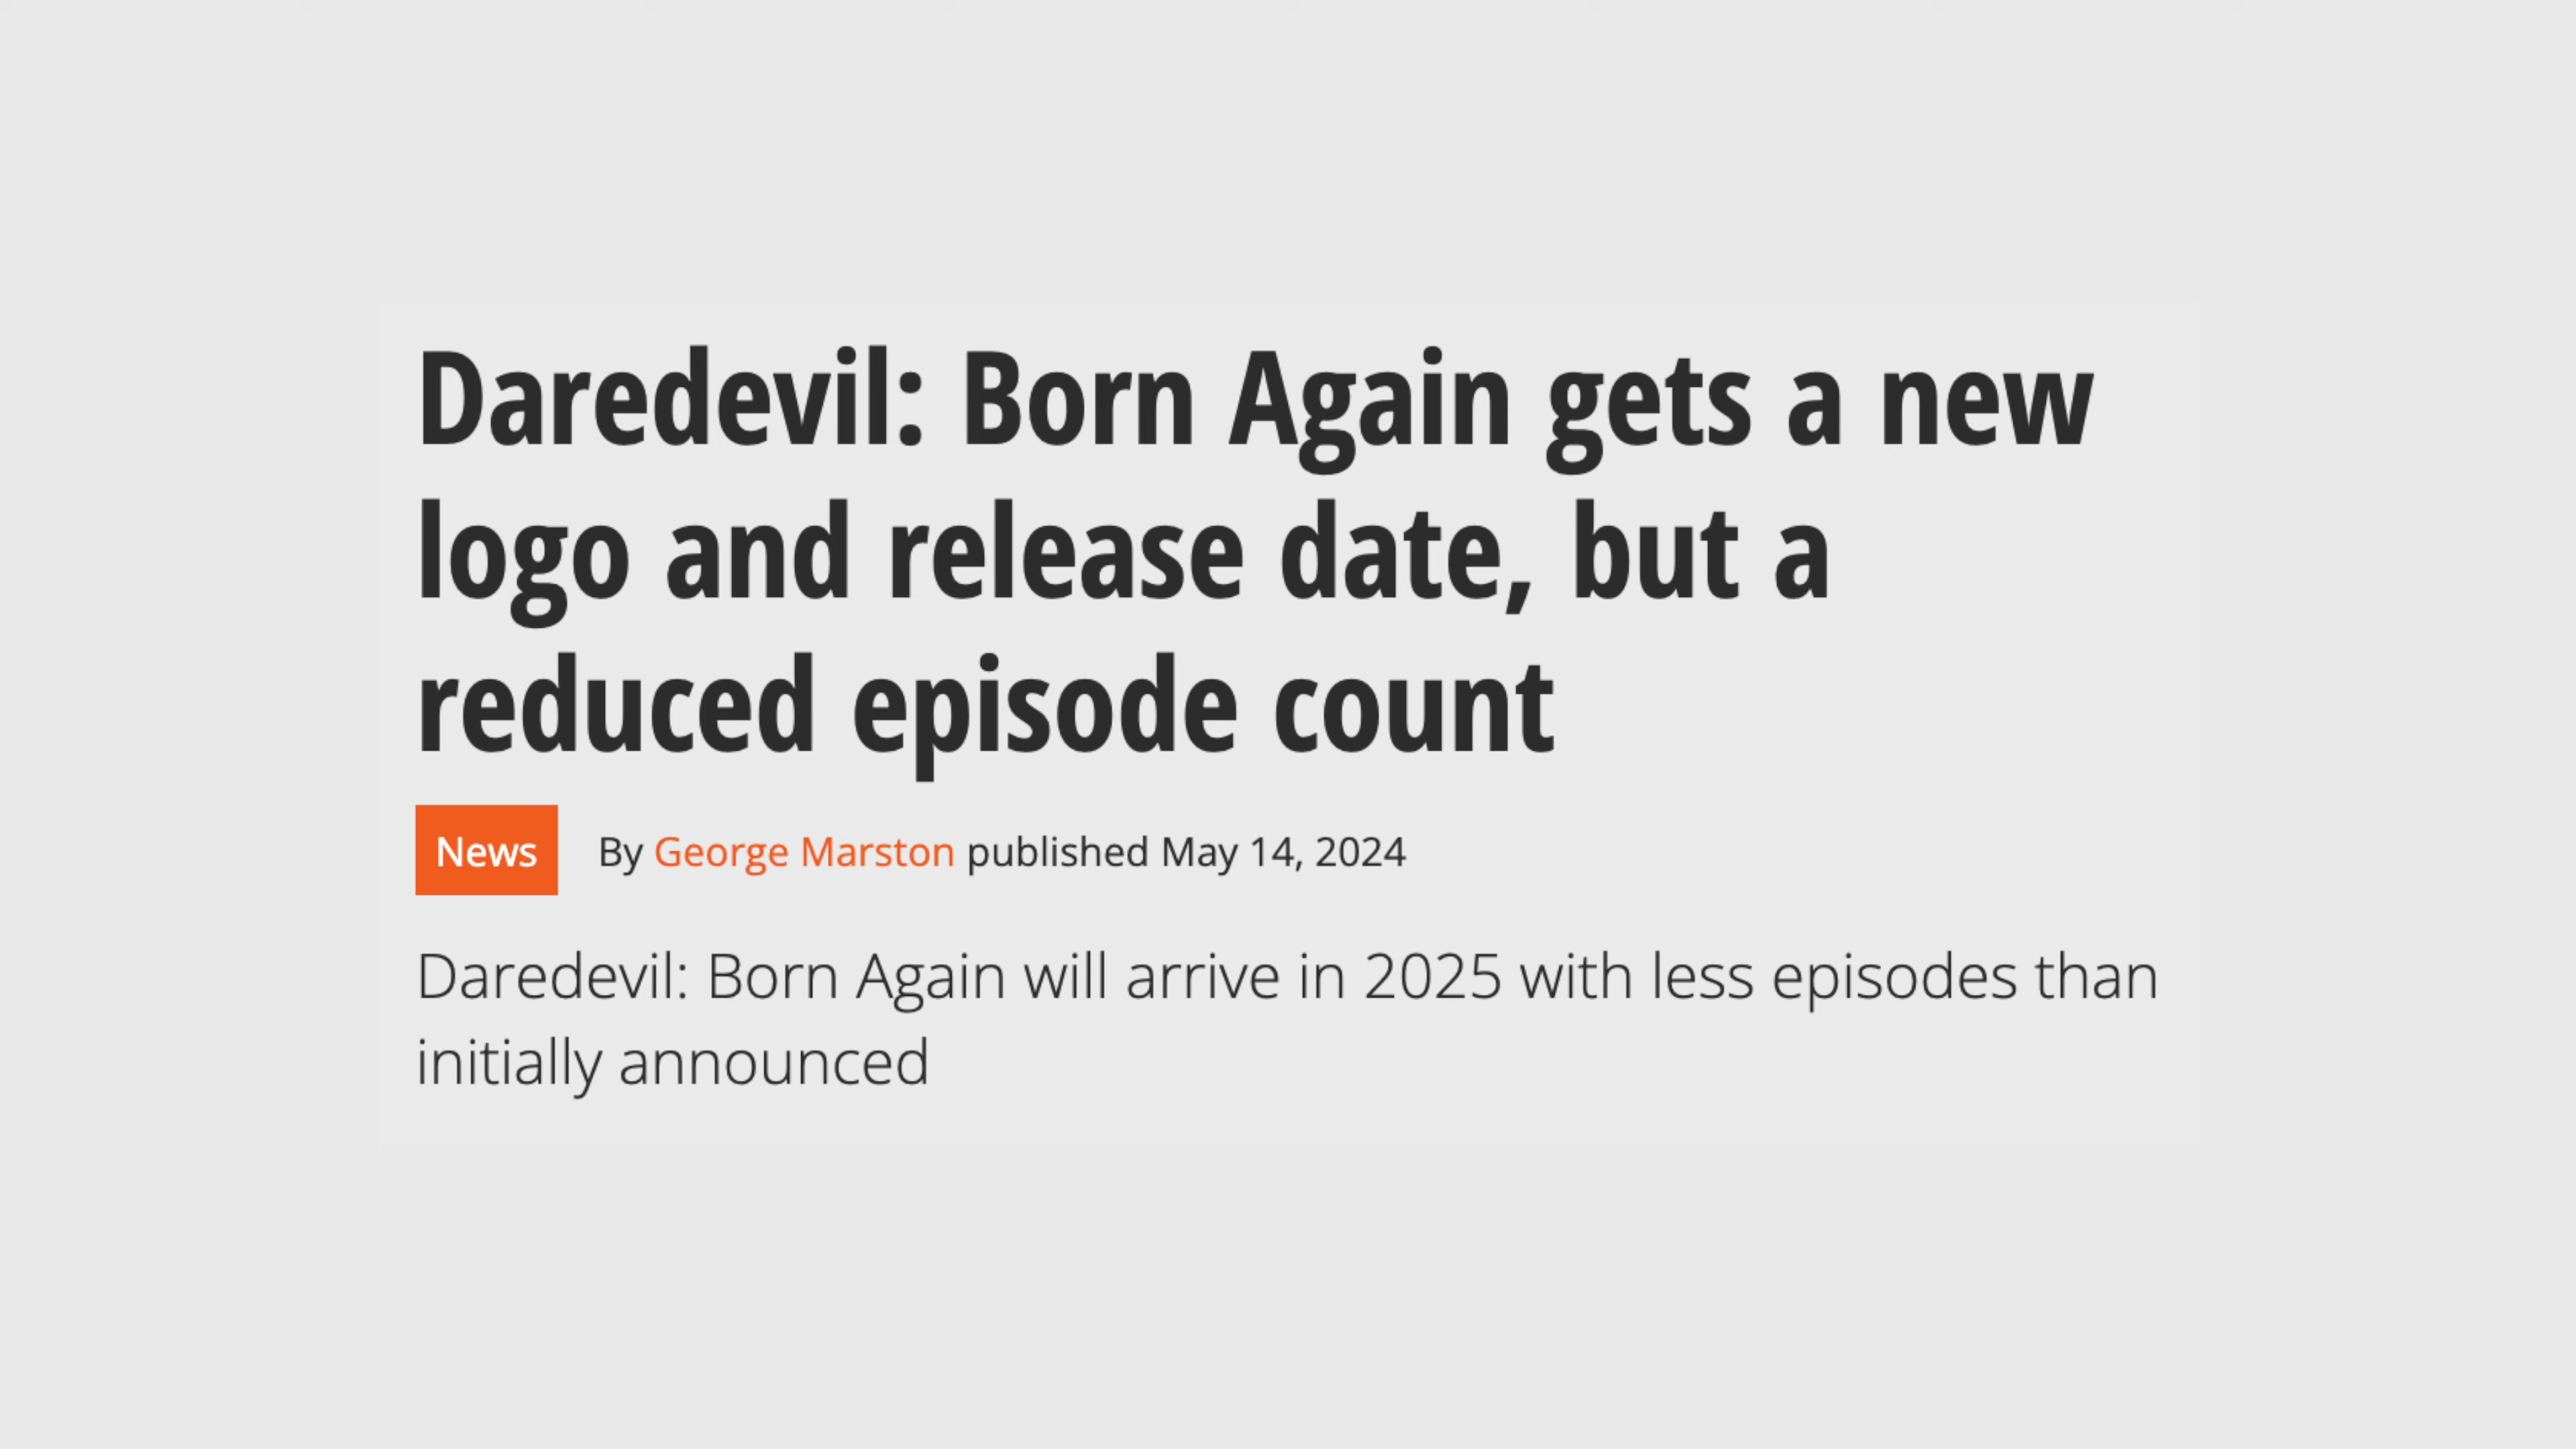 Daredevil: Born Again gets a new
logo and release date, but a
reduced episode count
News By George Marston published May 14, 2024
Daredevil: Born Again will arrive in 2025 with less episodes than
initially announced